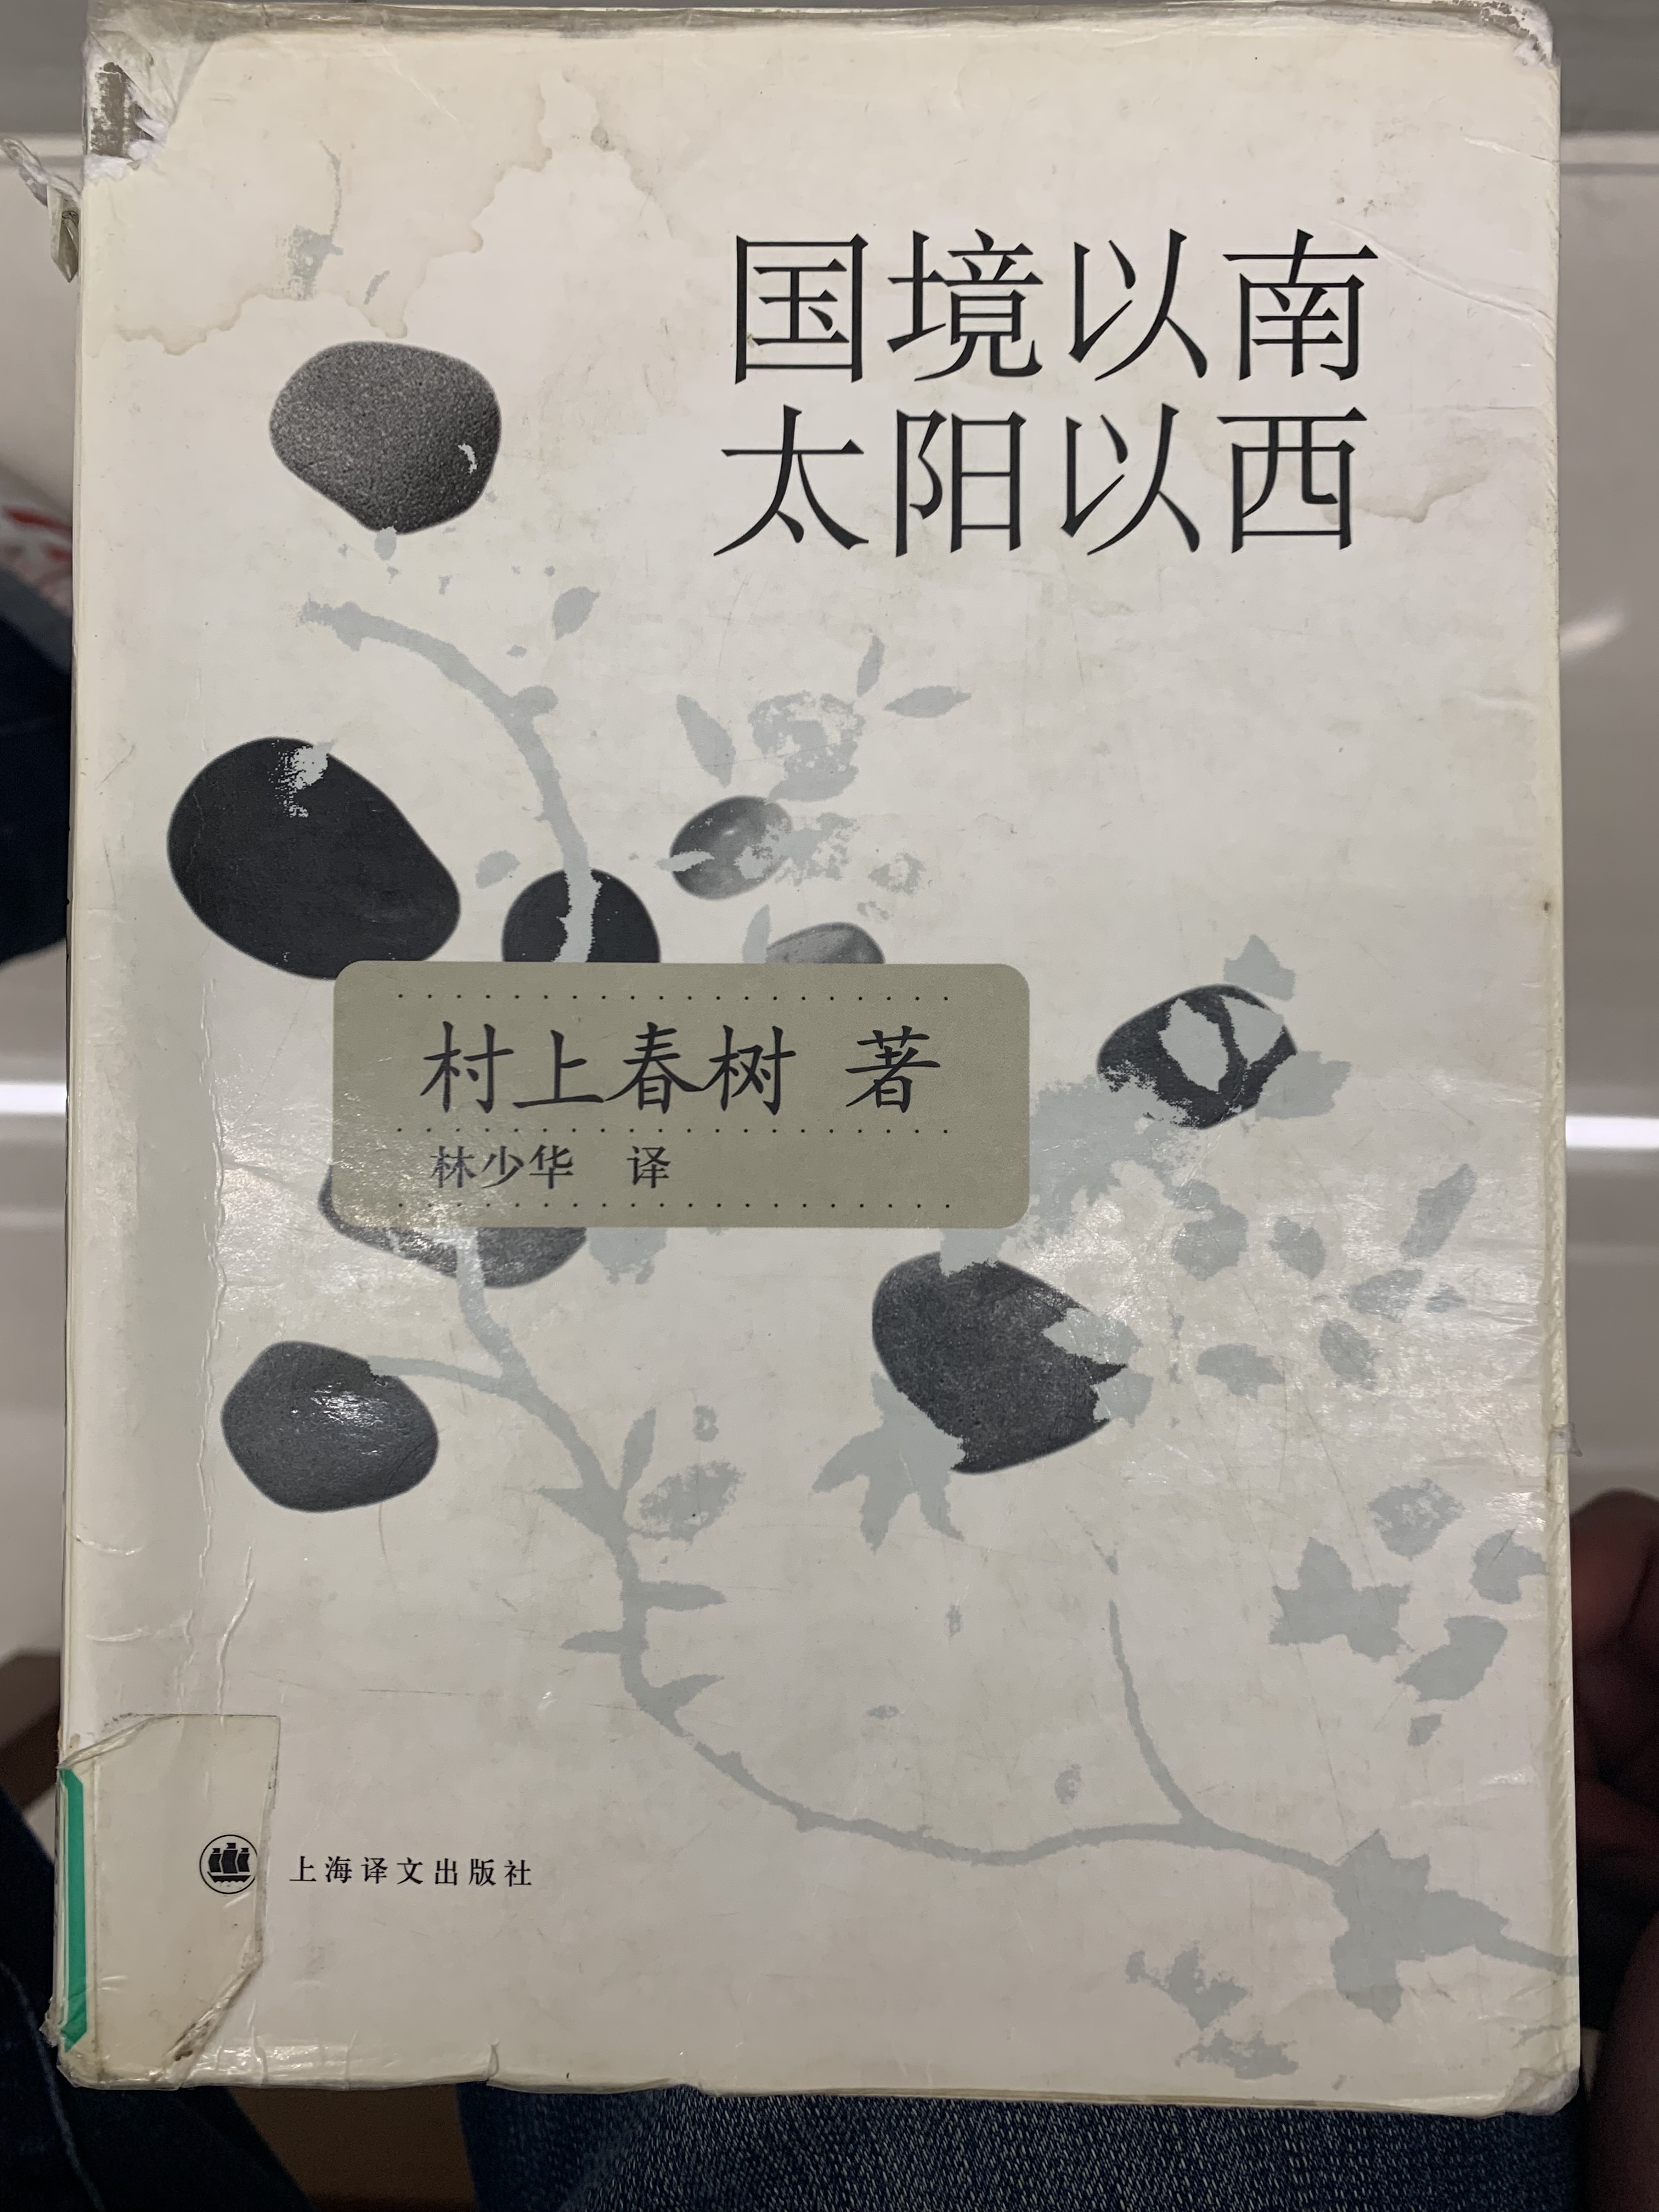 国境以南
太阳以西
村上春树 著
林少华 译
上海译文出版社